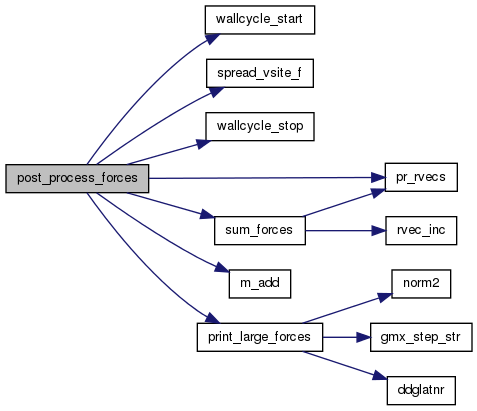 wallcycle_start
spread_vsite_f
wallcycle_stop
post_process_forces
pr_rvecs
sum_forces
rvec_inc
m_add
norm2
print_large_forces
gmx_step_str
ddglatnr